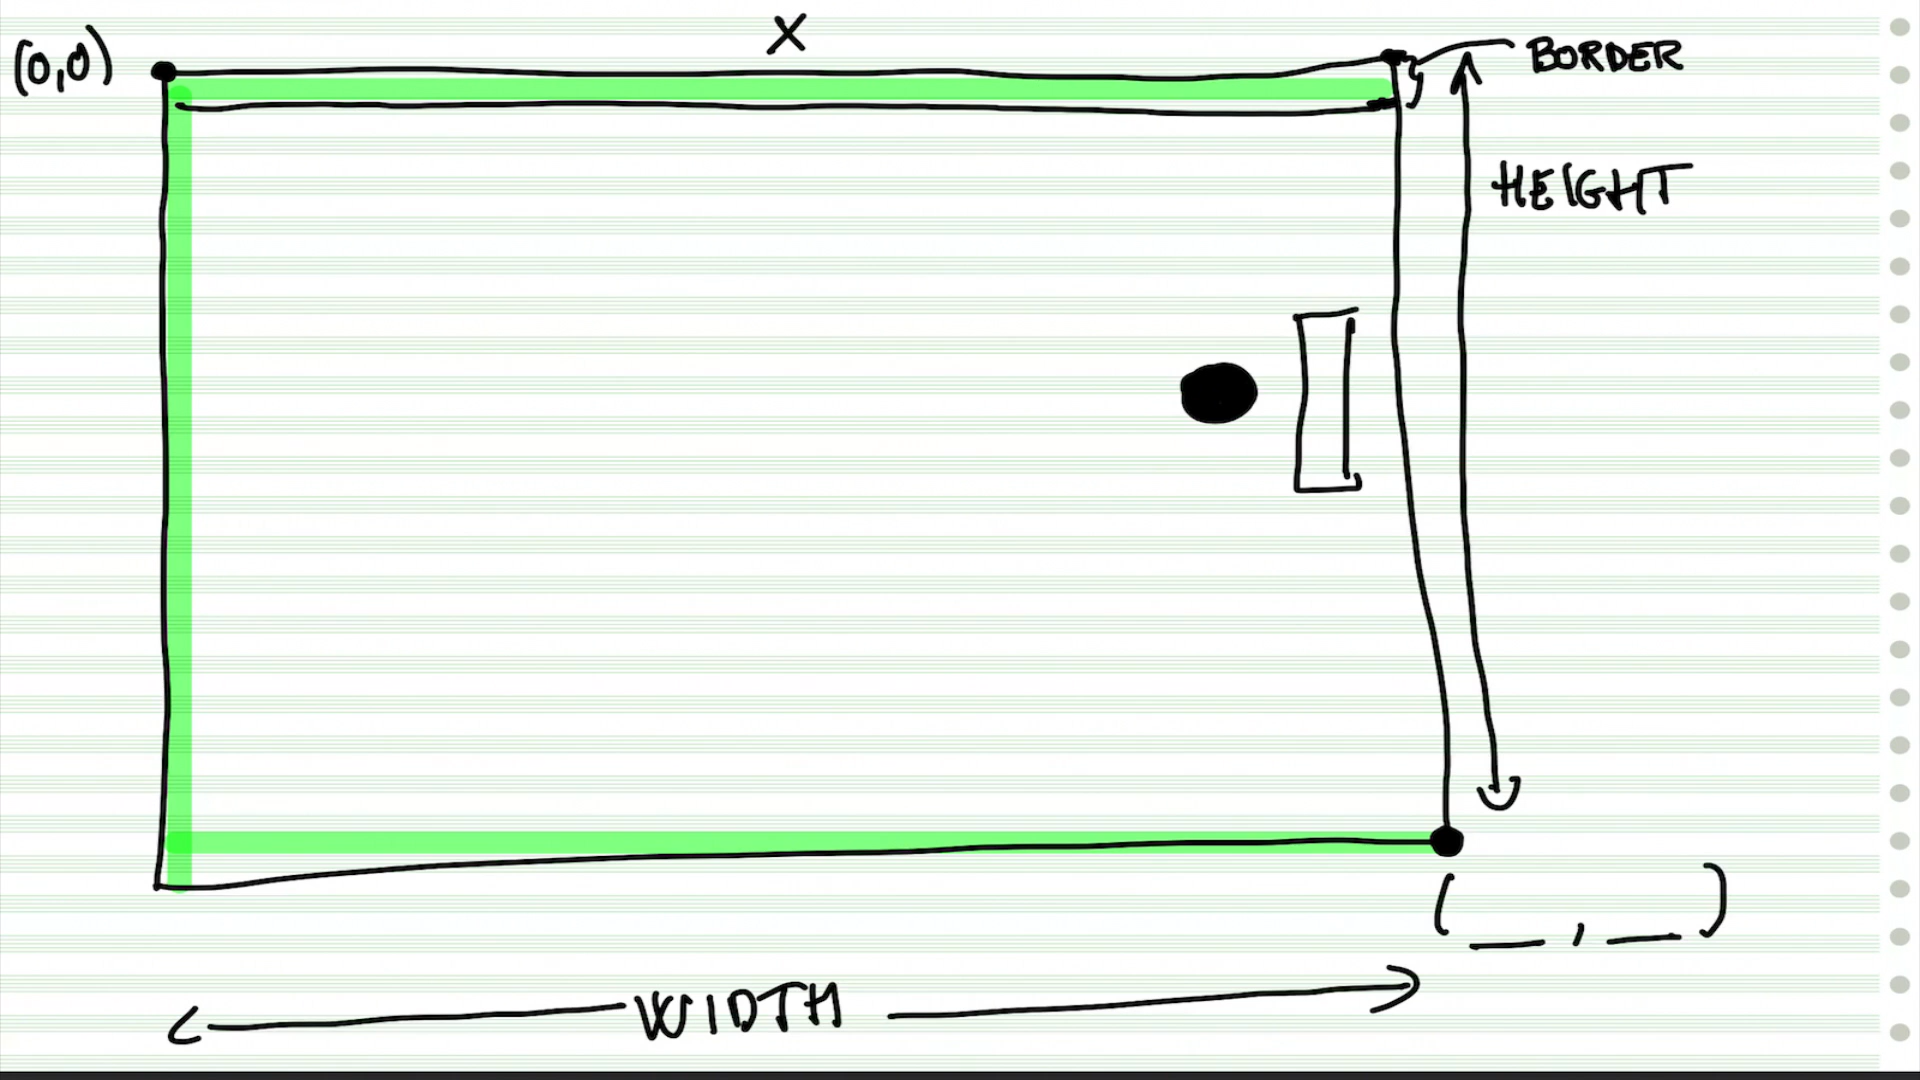 X
(0,0)
BORDER
HEIGHT
( __ , __ )
WIDTH